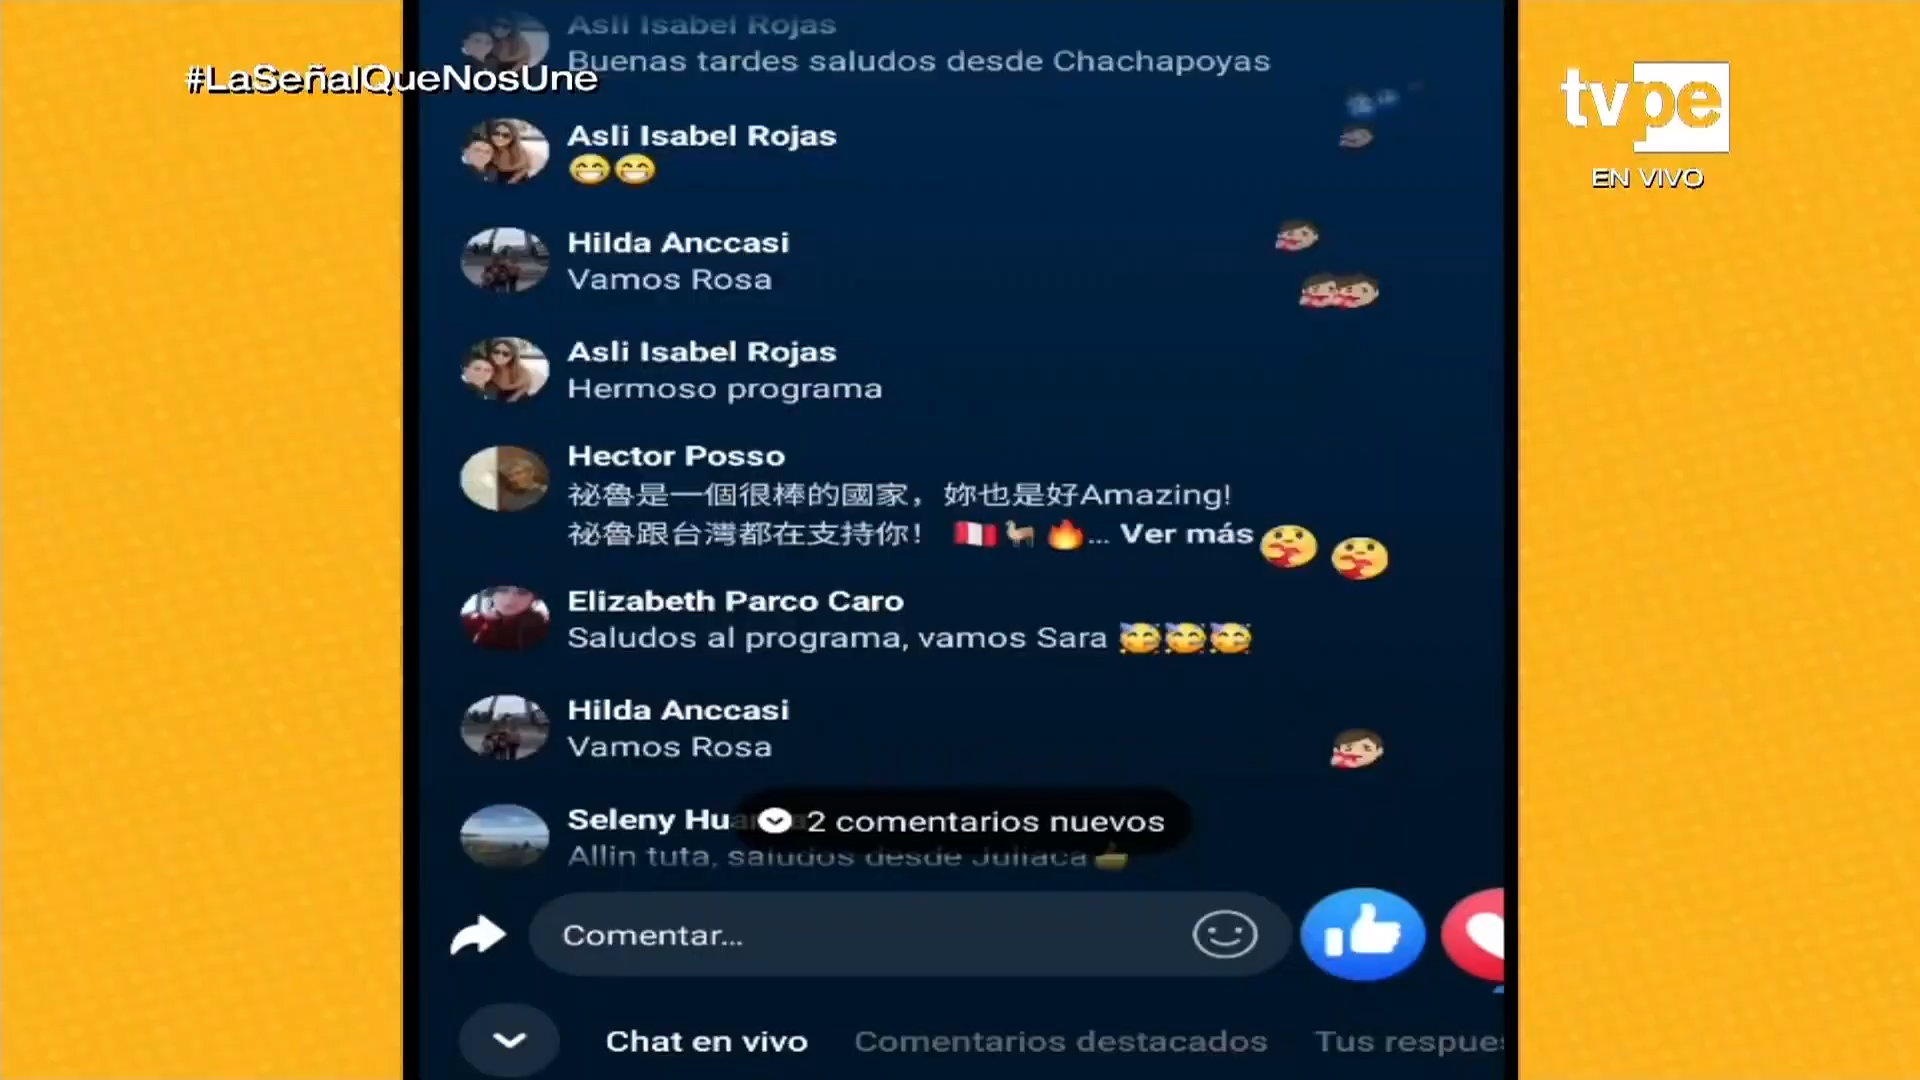 Asli Isabel Rojas
Buenas tardes saludos desde Chachapoyas
#LaSeñalQueNosUne
tvpe
EN VIVO
Asli Isabel Rojas
😁😁
Hilda Anccasi
Vamos Rosa
Asli Isabel Rojas
Hermoso programa
Hector Posso
祕魯是一個很棒的國家，妳也是好Amazing!
祕魯跟台灣都在支持你！ 🇵🇪🦙🔥... Ver más
Elizabeth Parco Caro
Saludos al programa, vamos Sara 🥳🥳🥳
Hilda Anccasi
Vamos Rosa
Seleny
2 comentarios nuevos
Allin tuta, saludos desde Juliaca👍
Comentar...
Chat en vivo
Comentarios destacados
Tus